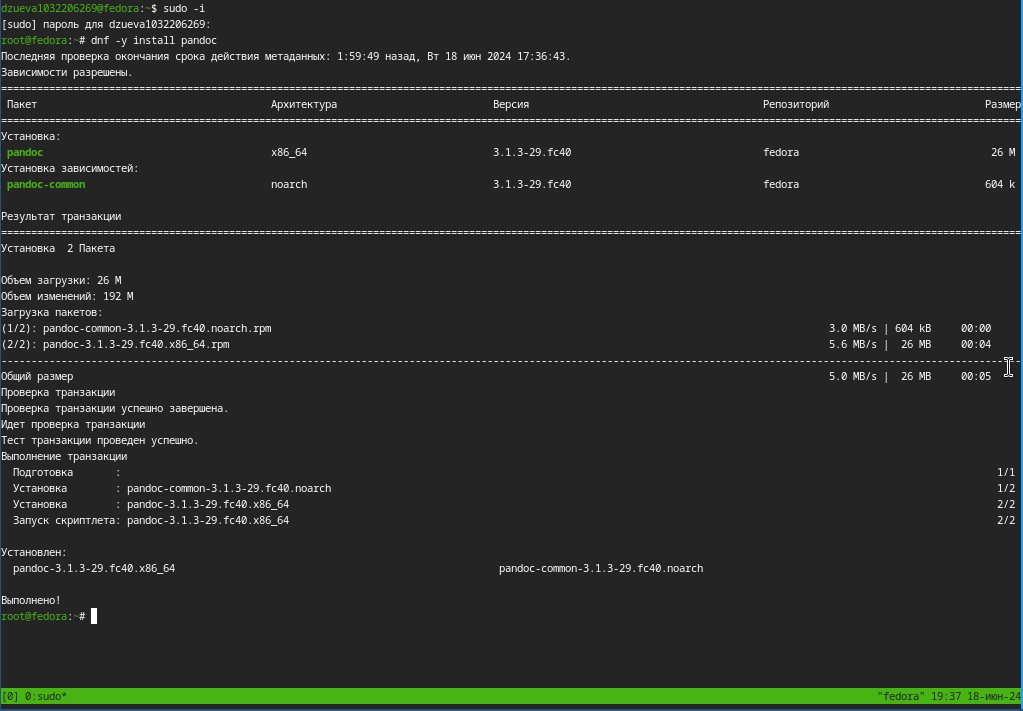 dzueva1032206269@fedora:~$ sudo -i
[sudo] пароль для dzueva1032206269:
root@fedora:~# dnf -y install pandoc
Последняя проверка окончания срока действия метаданных: 1:59:49 назад, Вт 18 июн 2024 17:36:43.
Зависимости разрешены.
Пакет Архитектура Версия Репозиторий Размер
Установка:
pandoc x86_64 3.1.3-29.fc40 fedora 26 M
Установка зависимостей:
pandoc-common noarch 3.1.3-29.fc40 fedora 604 k
Результат транзакции
Установка  2 Пакета
Объем загрузки: 26 M
Объем изменений: 192 M
Загрузка пакетов:
(1/2): pandoc-common-3.1.3-29.fc40.noarch.rpm 3.0 MB/s | 604 kB 00:00
(2/2): pandoc-3.1.3-29.fc40.x86_64.rpm 5.6 MB/s |  26 MB 00:04
Общий размер 5.0 MB/s |  26 MB 00:05
Проверка транзакции
Проверка транзакции успешно завершена.
Идет проверка транзакции
Тест транзакции проведен успешно.
Выполнение транзакции
Подготовка : 1/1
Установка : pandoc-common-3.1.3-29.fc40.noarch 1/2
Установка : pandoc-3.1.3-29.fc40.x86_64 2/2
Запуск скриптлета: pandoc-3.1.3-29.fc40.x86_64 2/2
Установлен:
pandoc-3.1.3-29.fc40.x86_64 pandoc-common-3.1.3-29.fc40.noarch
Выполнено!
root@fedora:~#
[0] 0:sudo* "fedora" 19:37 18-июн-24